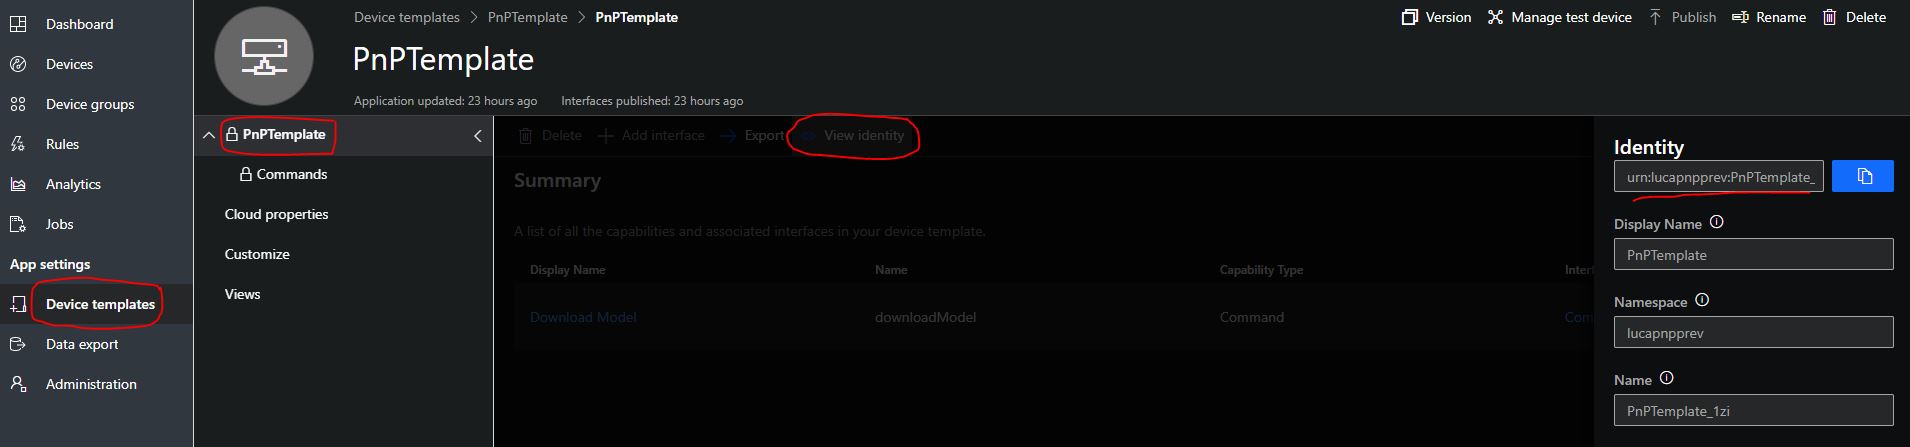 Dashboard
Devices
Device groups
Rules
Analytics
Jobs
App settings
Device templates
Data export
Administration
Device templates > PnPTemplate > PnPTemplate
PnPTemplate
Application updated: 23 hours ago Interfaces published: 23 hours ago
Version Manage test device Publish Rename Delete
PnPTemplate
Commands
Cloud properties
Customize
Views
Delete Add interface Export View identity
Summary
A list of all the capabilities and associated interfaces in your device template.
Display Name Name Capability Type Interf
Download Model downloadModel Command Com
Identity
urn:lucapnpprev:PnPTemplate_
Display Name
PnPTemplate
Namespace
lucapnpprev
Name
PnPTemplate_1zi